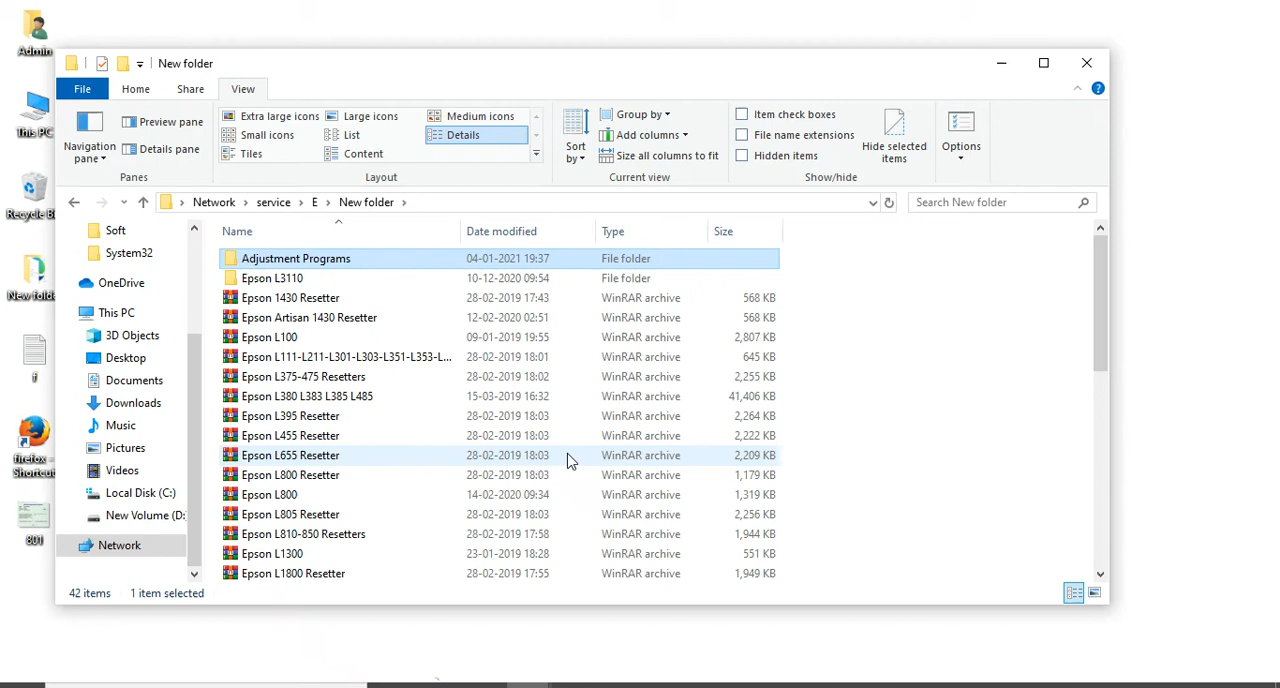 Admin
This PC
Recycle Bi
New folde
firefox -
Shortcut
801
New folder
File
Home
Share
View
Navigation
pane
Preview pane
Details pane
Panes
Extra large icons
Large icons
Medium icons
Small icons
List
Details
Tiles
Content
Layout
Sort
by
Group by
Add columns
Size all columns to fit
Current view
Item check boxes
File name extensions
Hidden items
Hide selected
items
Show/hide
Options
Network > service > E > New folder >
Search New folder
Soft
System32
OneDrive
This PC
3D Objects
Desktop
Documents
Downloads
Music
Pictures
Videos
Local Disk (C:)
New Volume (D:
Network
Name Date modified Type Size
Adjustment Programs 04-01-2021 19:37 File folder
Epson L3110 10-12-2020 09:54 File folder
Epson 1430 Resetter 28-02-2019 17:43 WinRAR archive 568 KB
Epson Artisan 1430 Resetter 12-02-2020 02:51 WinRAR archive 568 KB
Epson L100 09-01-2019 19:55 WinRAR archive 2,807 KB
Epson L111-L211-L301-L303-L351-L353-L... 28-02-2019 18:01 WinRAR archive 645 KB
Epson L375-475 Resetters 28-02-2019 18:02 WinRAR archive 2,255 KB
Epson L380 L383 L385 L485 15-03-2019 16:32 WinRAR archive 41,406 KB
Epson L395 Resetter 28-02-2019 18:03 WinRAR archive 2,264 KB
Epson L455 Resetter 28-02-2019 18:03 WinRAR archive 2,222 KB
Epson L655 Resetter 28-02-2019 18:03 WinRAR archive 2,209 KB
Epson L800 Resetter 28-02-2019 18:03 WinRAR archive 1,179 KB
Epson L800 14-02-2020 09:34 WinRAR archive 1,319 KB
Epson L805 Resetter 28-02-2019 18:03 WinRAR archive 2,256 KB
Epson L810-850 Resetters 28-02-2019 17:58 WinRAR archive 1,944 KB
Epson L1300 23-01-2019 18:28 WinRAR archive 551 KB
Epson L1800 Resetter 28-02-2019 17:55 WinRAR archive 1,949 KB
42 items 1 item selected